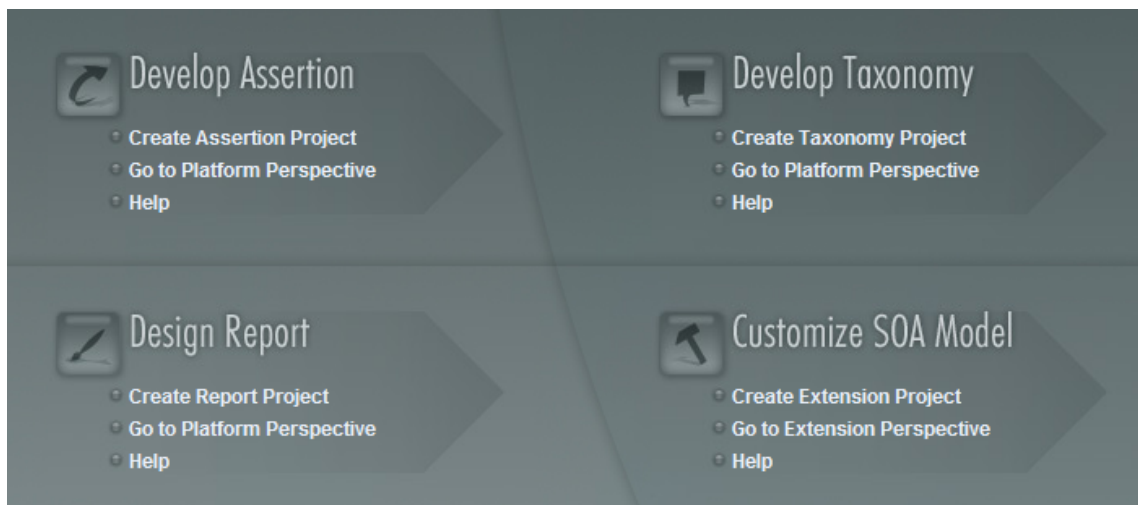 Develop Assertion
Create Assertion Project
Go to Platform Perspective
Help
Develop Taxonomy
Create Taxonomy Project
Go to Platform Perspective
Help
Design Report
Create Report Project
Go to Platform Perspective
Help
Customize SOA Model
Create Extension Project
Go to Extension Perspective
Help